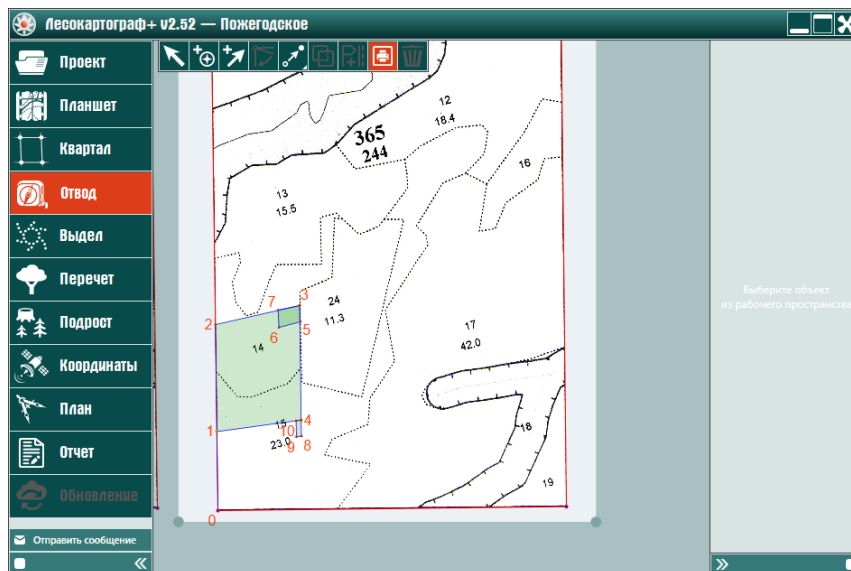 Лесокартограф+ v2.52 — Пожегодское
Проект
Планшет
Квартал
Отвод
Выдел
Перечет
Подрост
Координаты
План
Отчет
Обновление
Отправить сообщение
12
18.4
365
244
16
13
15.5
3
7
24
11.3
2
6
5
17
42.0
14
1
15
4
10
23.0
9
8
18
19
0
Выберите объект
из рабочего пространства